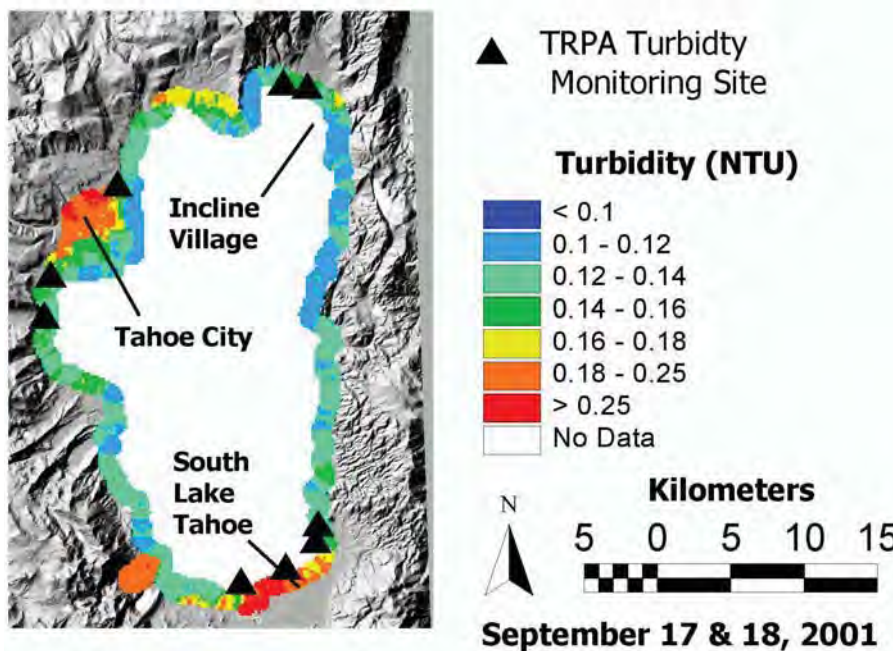 TRPA Turbidty
Monitoring Site
Turbidity (NTU)
< 0.1
0.1 - 0.12
0.12 - 0.14
0.14 - 0.16
0.16 - 0.18
0.18 - 0.25
> 0.25
No Data
Incline
Village
Tahoe City
South
Lake
Tahoe
N
Kilometers
5 0 5 10 15
September 17 & 18, 2001